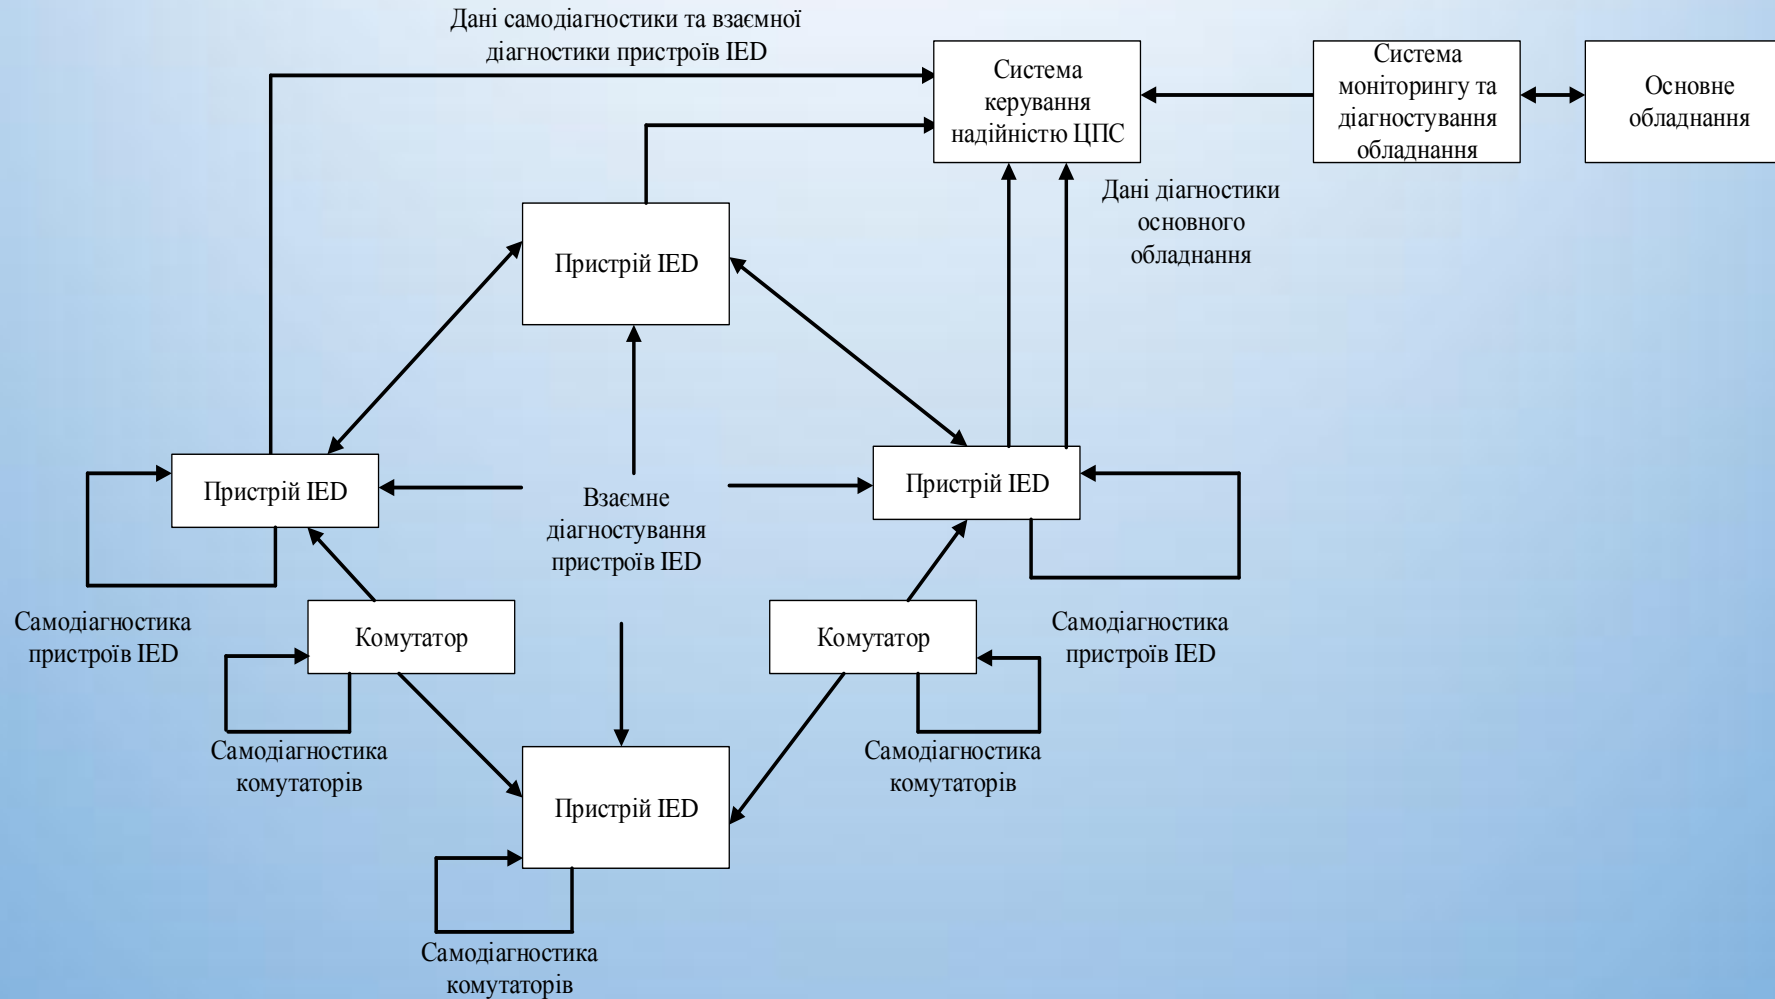 Дані самодіагностики та взаємної
діагностики пристроїв IED
Система
керування
надійністю ЦПС
Система
моніторингу та
діагностування
обладнання
Основне
обладнання
Дані діагностики
основного
обладнання
Пристрій IED
Пристрій IED
Взаємне
діагностування
пристроїв IED
Пристрій IED
Самодіагностика
пристроїв IED
Комутатор
Комутатор
Самодіагностика
пристроїв IED
Самодіагностика
комутаторів
Самодіагностика
комутаторів
Пристрій IED
Самодіагностика
комутаторів